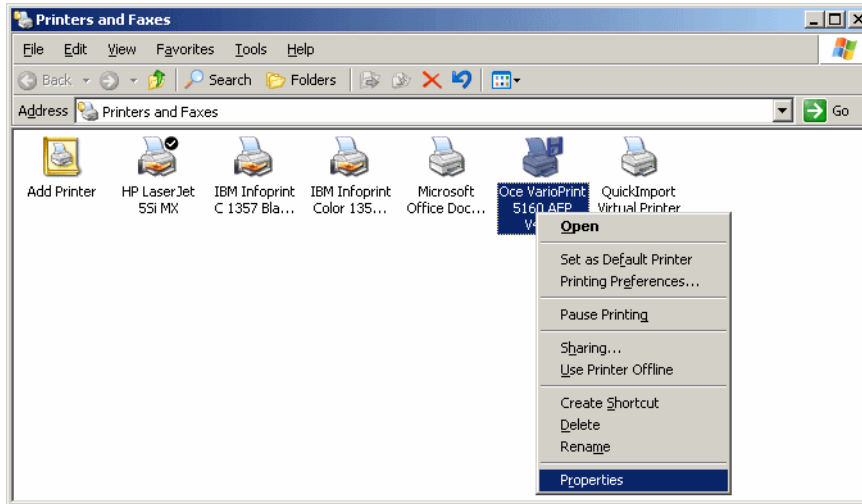 Printers and Faxes
File Edit View Favorites Tools Help
Back Search Folders
Address Printers and Faxes Go
Add Printer HP LaserJet 5Si MX IBM Infoprint C 1357 Bla... IBM Infoprint Color 135... Microsoft Office Doc... Oce VarioPrint 5160 AFP QuickImport Virtual Printer
Open
Set as Default Printer
Printing Preferences...
Pause Printing
Sharing...
Use Printer Offline
Create Shortcut
Delete
Rename
Properties